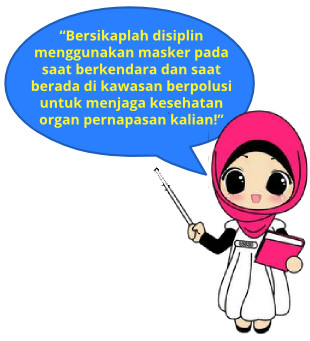 “Bersikaplah disiplin
menggunakan masker pada
saat berkendara dan saat
berada di kawasan berpolusi
untuk menjaga kesehatan
organ pernapasan kalian!”